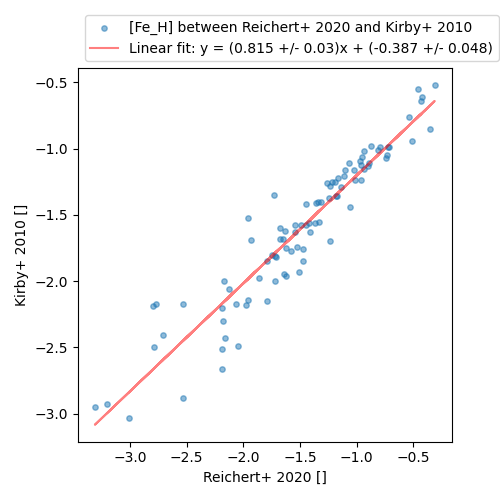 [Fe_H] between Reichert+ 2020 and Kirby+ 2010
Linear fit: y = (0.815 +/- 0.03)x + (-0.387 +/- 0.048)
−0.5
−1.0
−1.5
−2.0
−2.5
−3.0
Kirby+ 2010 []
−3.0 −2.5 −2.0 −1.5 −1.0 −0.5
Reichert+ 2020 []